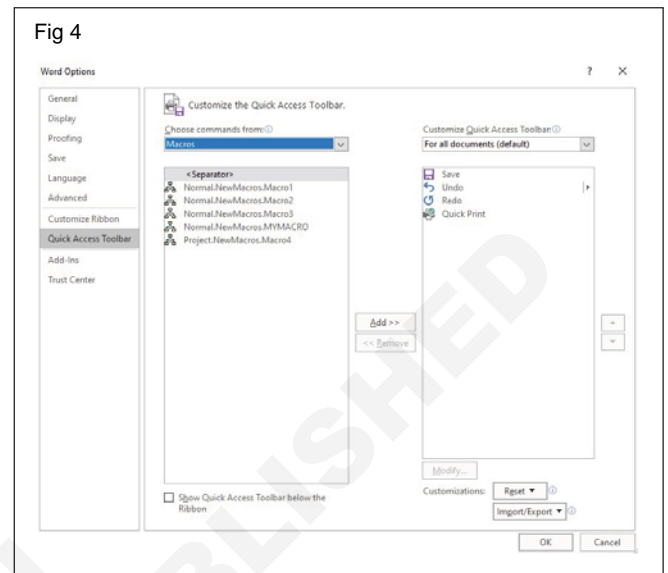 Fig 4
Word Options
? ×
General
Display
Proofing
Save
Language
Advanced
Customize Ribbon
Quick Access Toolbar
Add-Ins
Trust Center
Customize the Quick Access Toolbar.
Choose commands from:
Macros
<Separator>
Normal.NewMacros.Macro1
Normal.NewMacros.Macro2
Normal.NewMacros.Macro3
Normal.NewMacros.MYMACRO
Project.NewMacros.Macro4
Add >>
<< Remove
Show Quick Access Toolbar below the
Ribbon
Customize Quick Access Toolbar:
For all documents (default)
Save
Undo
Redo
Quick Print
Modify...
Customizations:
Reset
Import/Export
OK
Cancel
BLISHED